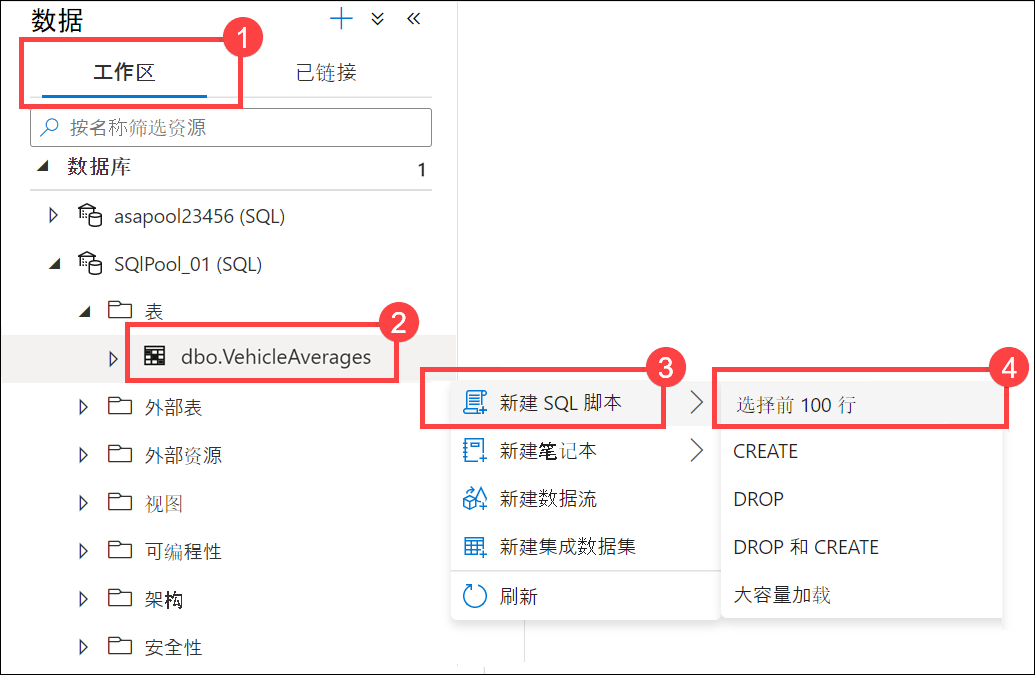 数据
1
工作区
已链接
按名称筛选资源
数据库 1
asapool23456 (SQL)
SQlPool_01 (SQL)
表
2
dbo.VehicleAverages
外部表
外部资源
视图
可编程性
架构
安全性
3
新建 SQL 脚本
新建笔记本
新建数据流
新建集成数据集
刷新
4
选择前 100 行
CREATE
DROP
DROP 和 CREATE
大容量加载